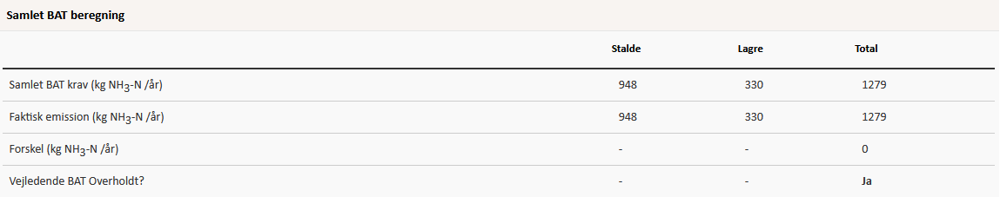 Samlet BAT beregning
Stalde Lagre Total
Samlet BAT krav (kg NH3-N /år) 948 330 1279
Faktisk emission (kg NH3-N /år) 948 330 1279
Forskel (kg NH3-N /år) - - 0
Vejledende BAT Overholdt? - - Ja